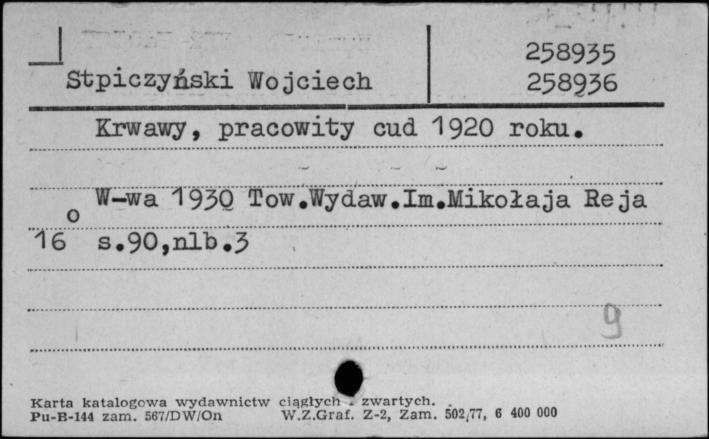 258935
Stpiczyński Wojciech 258936
Krwawy, pracowity cud 1920 roku.
W-wa 1930 Tow.Wydaw.Im.Mikołaja Reja
16o s.90,nlb.3
9
Karta katalogowa wydawnictw ciągłych i zwartych.
Pu-B-144 zam. 567/DW/On W.Z.Graf. Z-2, Zam. 502/77, 6 400 000